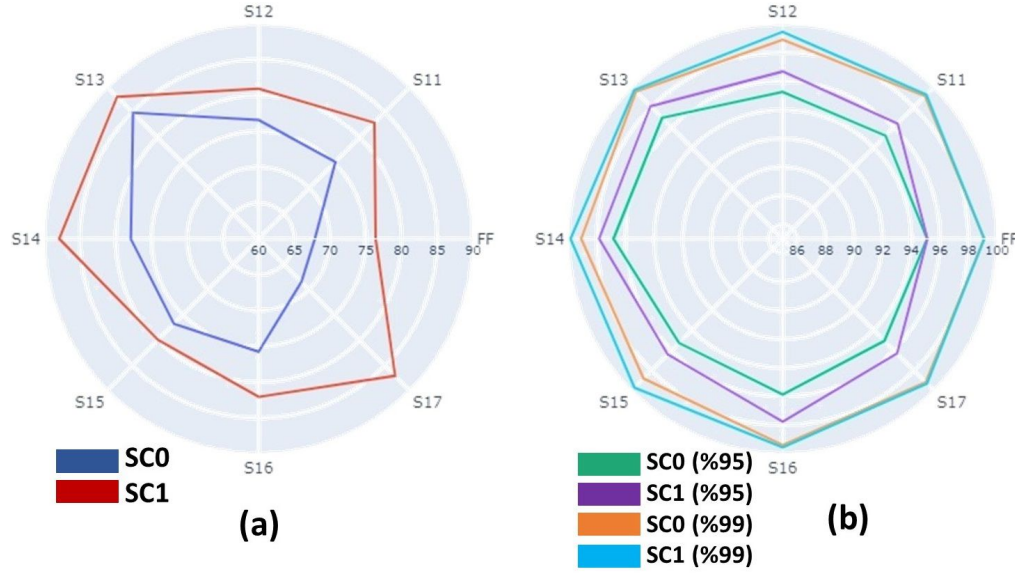 S12
S13
S11
S14
60 65 70 75 80 85 90
FF
S15
S17
S16
SC0
SC1
(a)
S12
S13
S11
S14
86 88 90 92 94 96 98 100
FF
S15
S17
S16
SC0 (%95)
SC1 (%95)
SC0 (%99)
SC1 (%99)
(b)